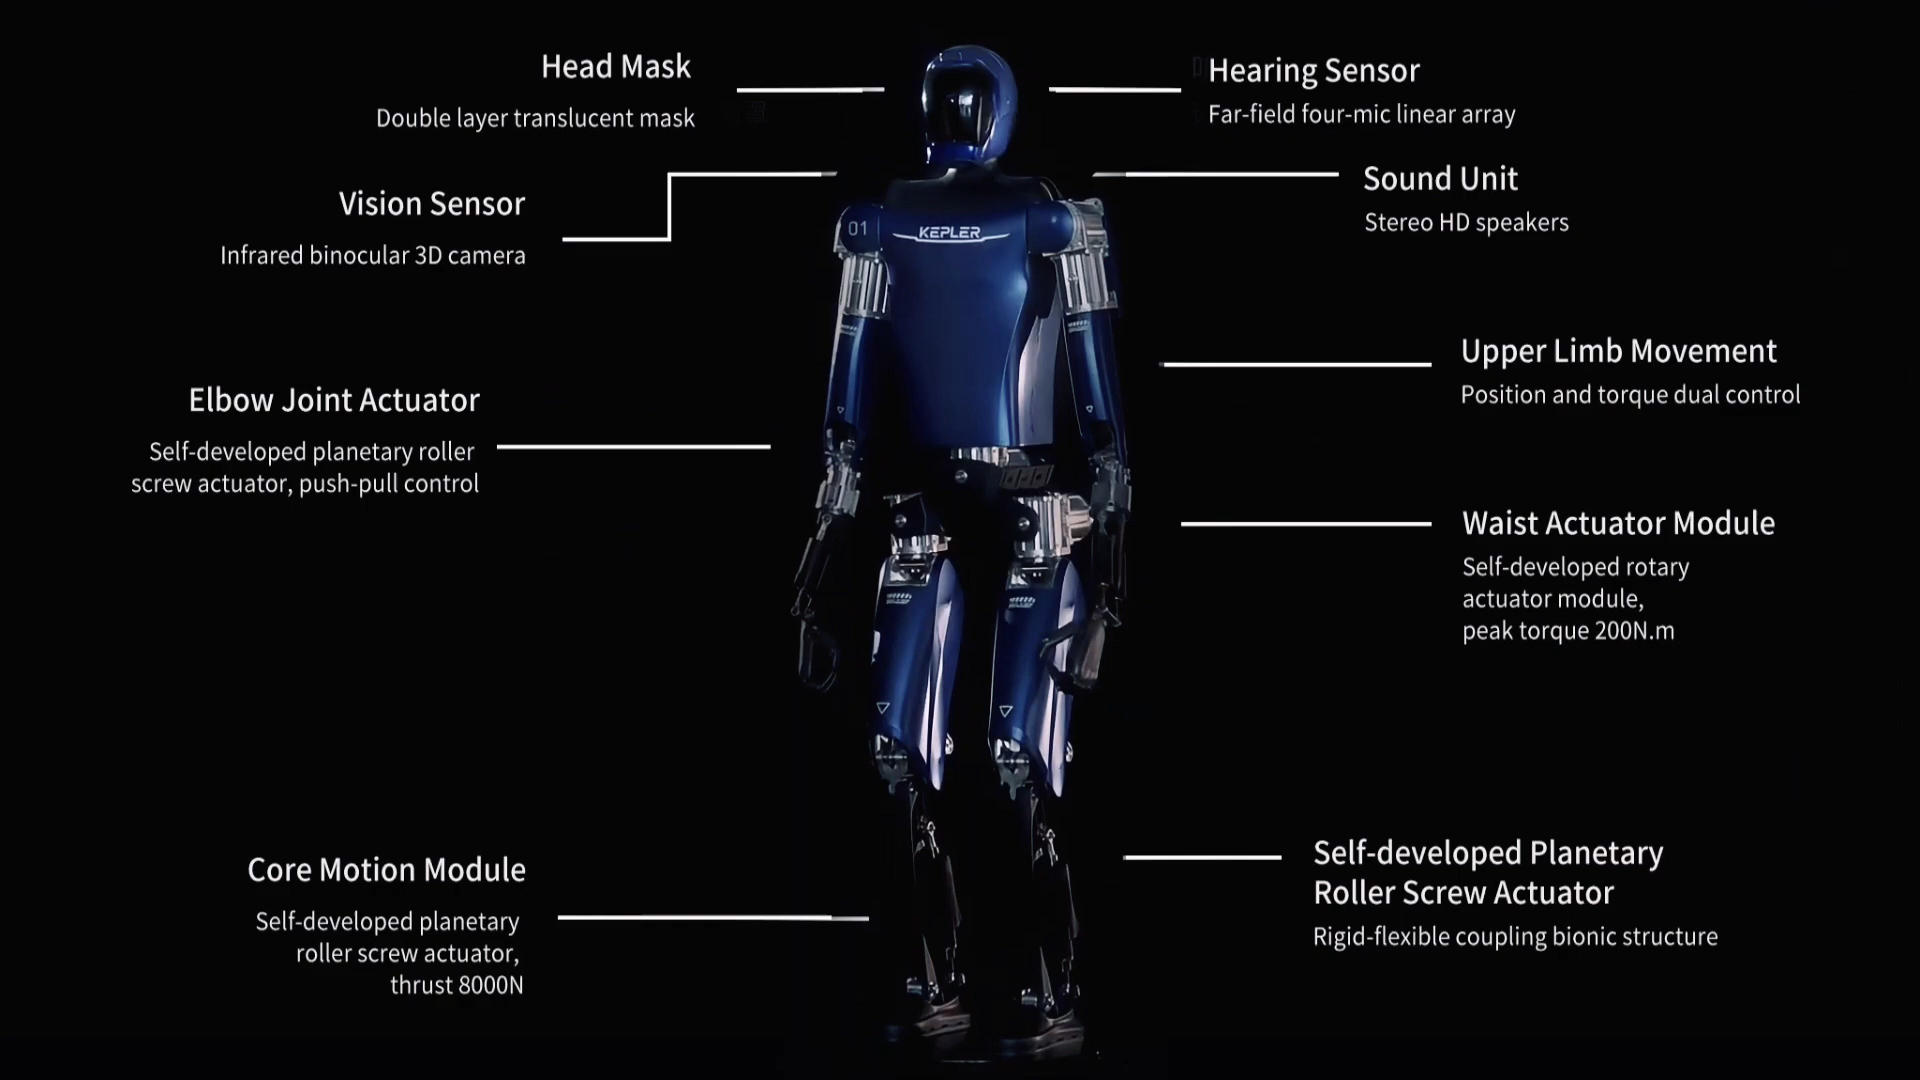 Head Mask
Double layer translucent mask
Hearing Sensor
Far-field four-mic linear array
Vision Sensor
Infrared binocular 3D camera
Sound Unit
Stereo HD speakers
01
KEPLER
Upper Limb Movement
Position and torque dual control
Elbow Joint Actuator
Self-developed planetary roller
screw actuator, push-pull control
Waist Actuator Module
Self-developed rotary
actuator module,
peak torque 200N.m
Core Motion Module
Self-developed planetary
roller screw actuator,
thrust 8000N
Self-developed Planetary
Roller Screw Actuator
Rigid-flexible coupling bionic structure